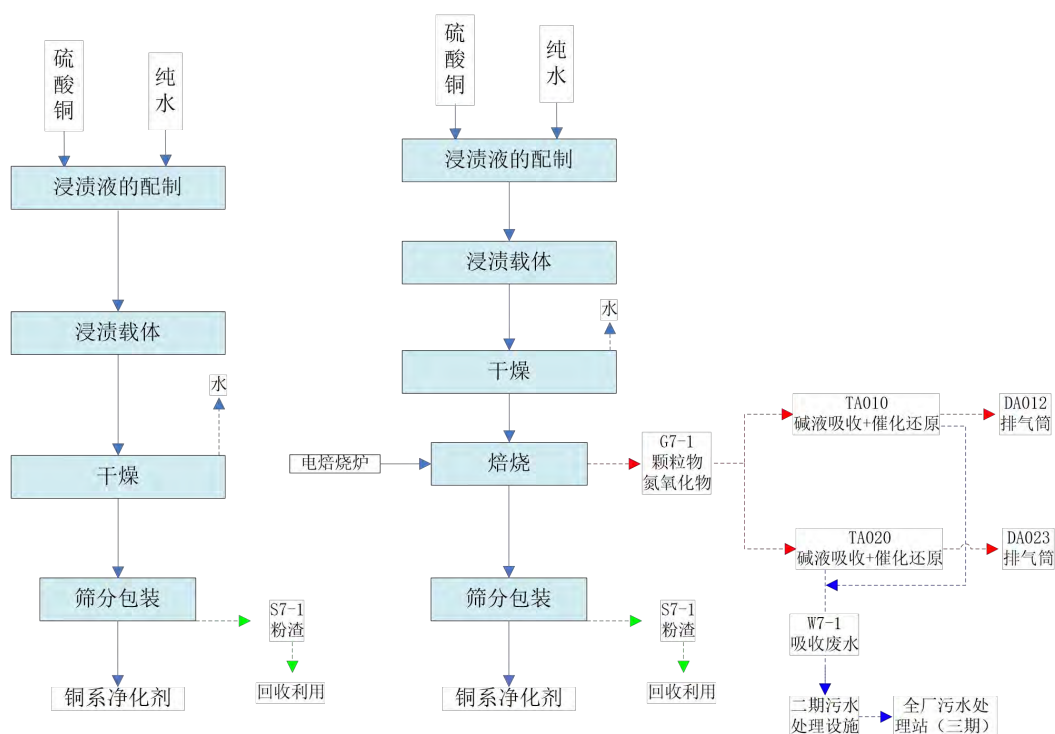 硫酸铜
纯水
浸渍液的配制
浸渍载体
水
干燥
筛分包装
S7-1
粉渣
回收利用
铜系净化剂
硫酸铜
纯水
浸渍液的配制
浸渍载体
水
干燥
电焙烧炉
焙烧
G7-1
颗粒物
氮氧化物
TA010
碱液吸收+催化还原
DA012
排气筒
TA020
碱液吸收+催化还原
DA023
排气筒
筛分包装
S7-1
粉渣
回收利用
铜系净化剂
W7-1
吸收废水
二期污水
处理设施
全厂污水处
理站（三期）